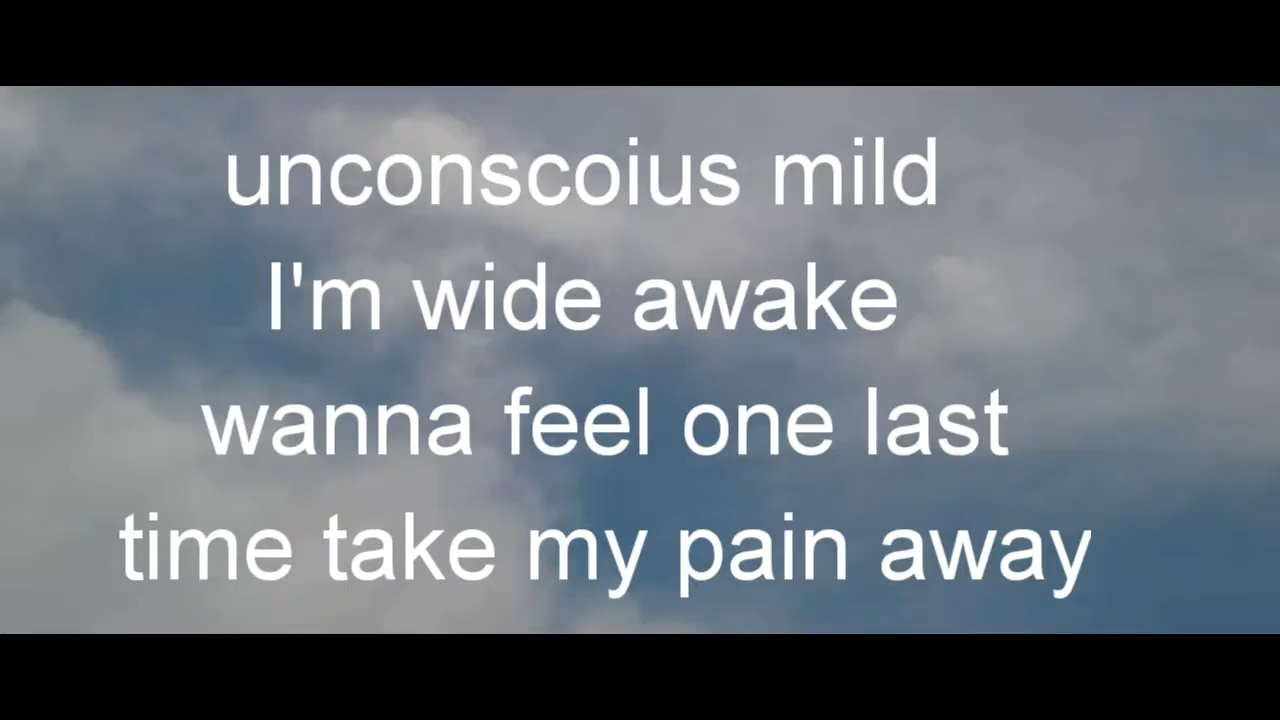 unconscoius mild
I'm wide awake
wanna feel one last
time take my pain away